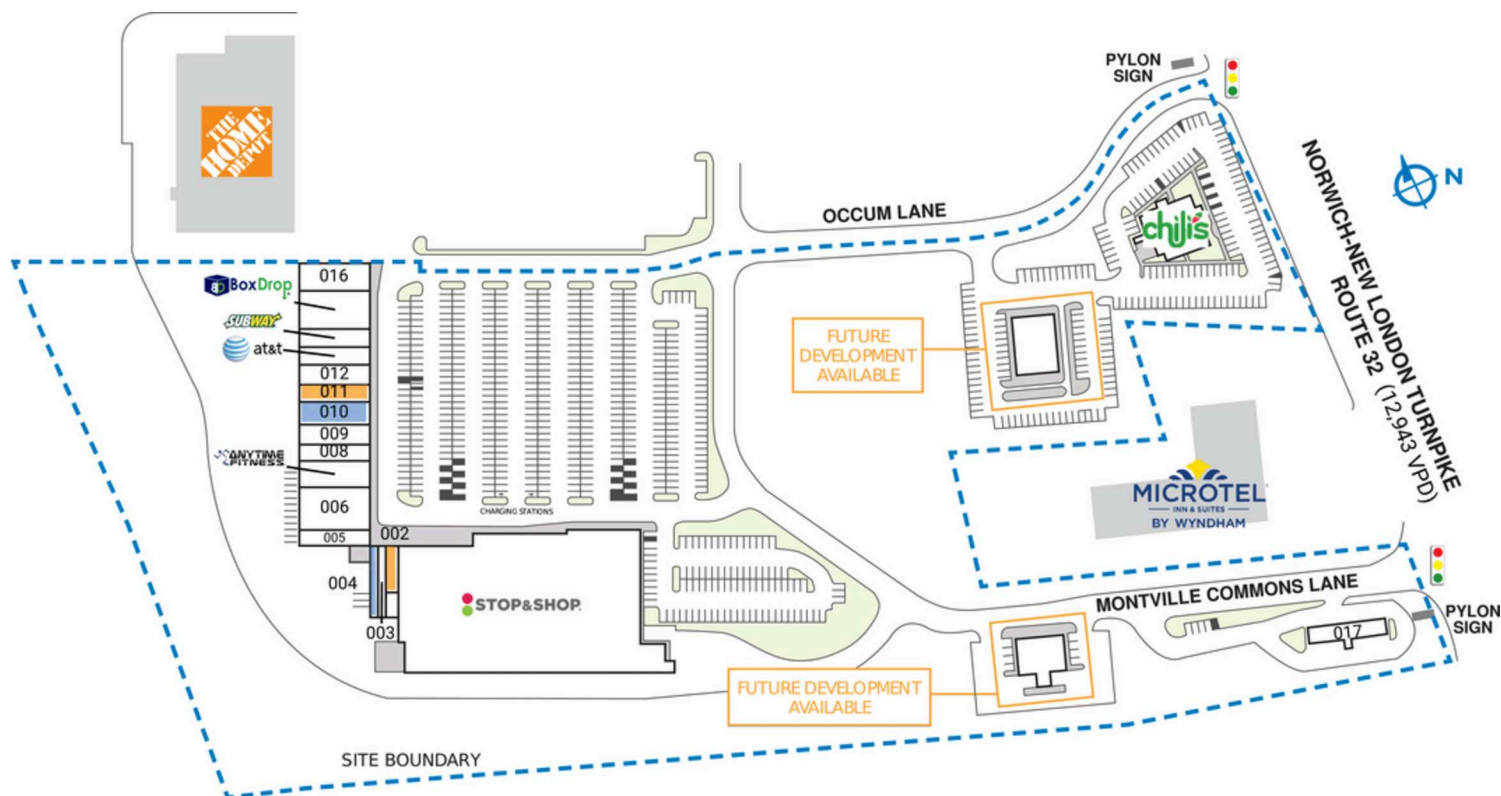 PYLON
SIGN
THE
HOME
DEPOT
NORWICH-NEW LONDON TURNPIKE
ROUTE 32 (12,943 VPD)
N
OCCUM LANE
chili's
016
BD BoxDrop
SUBWAY
at&t
012
011
010
009
008
ANYTIME
FITNESS
006
005
002
CHARGING STATIONS
FUTURE
DEVELOPMENT
AVAILABLE
MICROTEL
INN & SUITES
BY WYNDHAM
004
003
STOP&SHOP
MONTVILLE COMMONS LANE
017
PYLON
SIGN
FUTURE DEVELOPMENT
AVAILABLE
SITE BOUNDARY